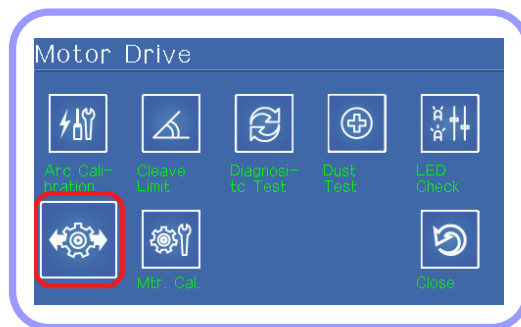 Motor Drive
Arc Cali-
bration
Cleave
Limit
Diagnosi-
tc Test
Dust
Test
LED
Check
Mtr. Cal.
Close